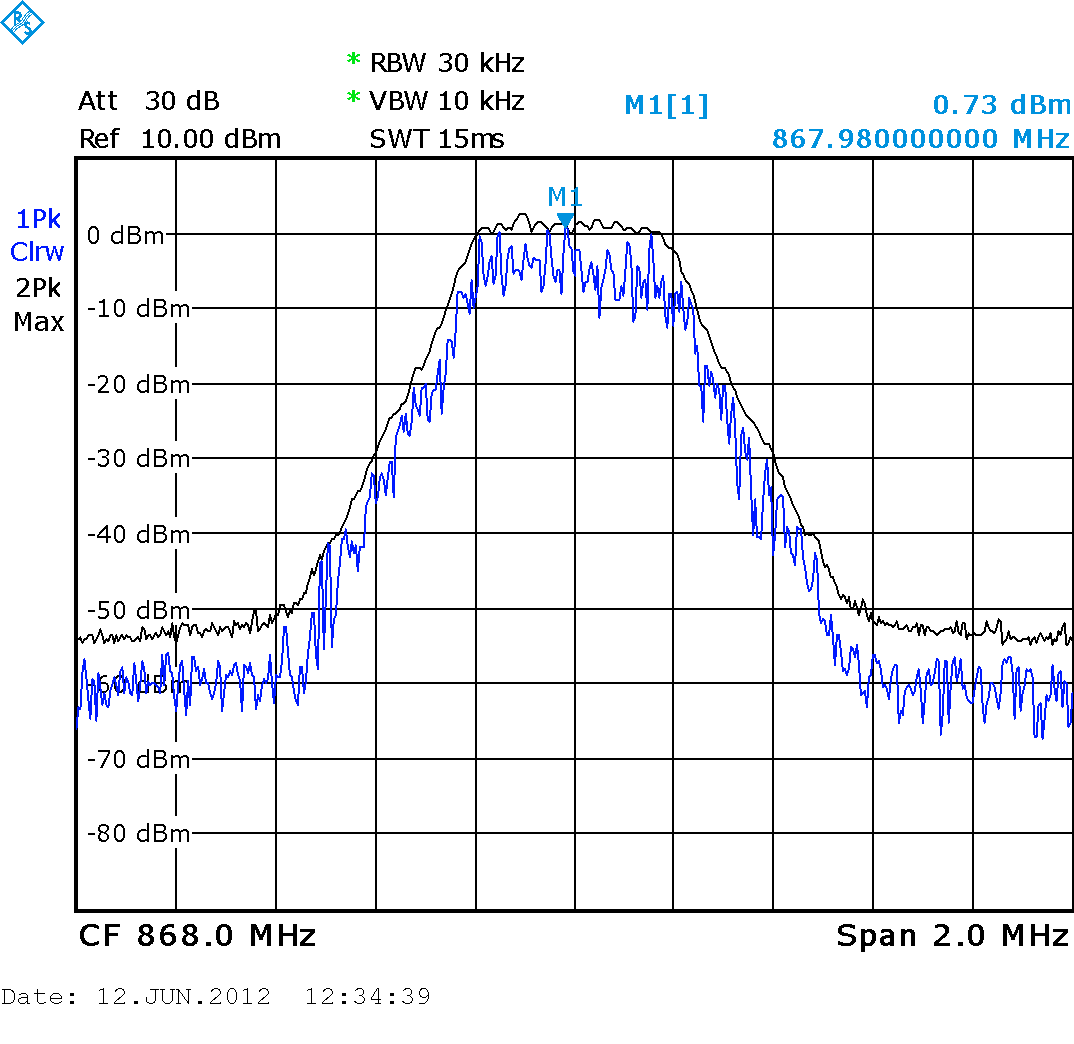 R&S
* RBW 30 kHz
Att 30 dB * VBW 10 kHz M1[1] 0.73 dBm
Ref 10.00 dBm SWT 15ms 867.980000000 MHz
M1
1Pk
Clrw
2Pk
Max
0 dBm
-10 dBm
-20 dBm
-30 dBm
-40 dBm
-50 dBm
-60 dBm
-70 dBm
-80 dBm
CF 868.0 MHz Span 2.0 MHz
Date: 12.JUN.2012 12:34:39